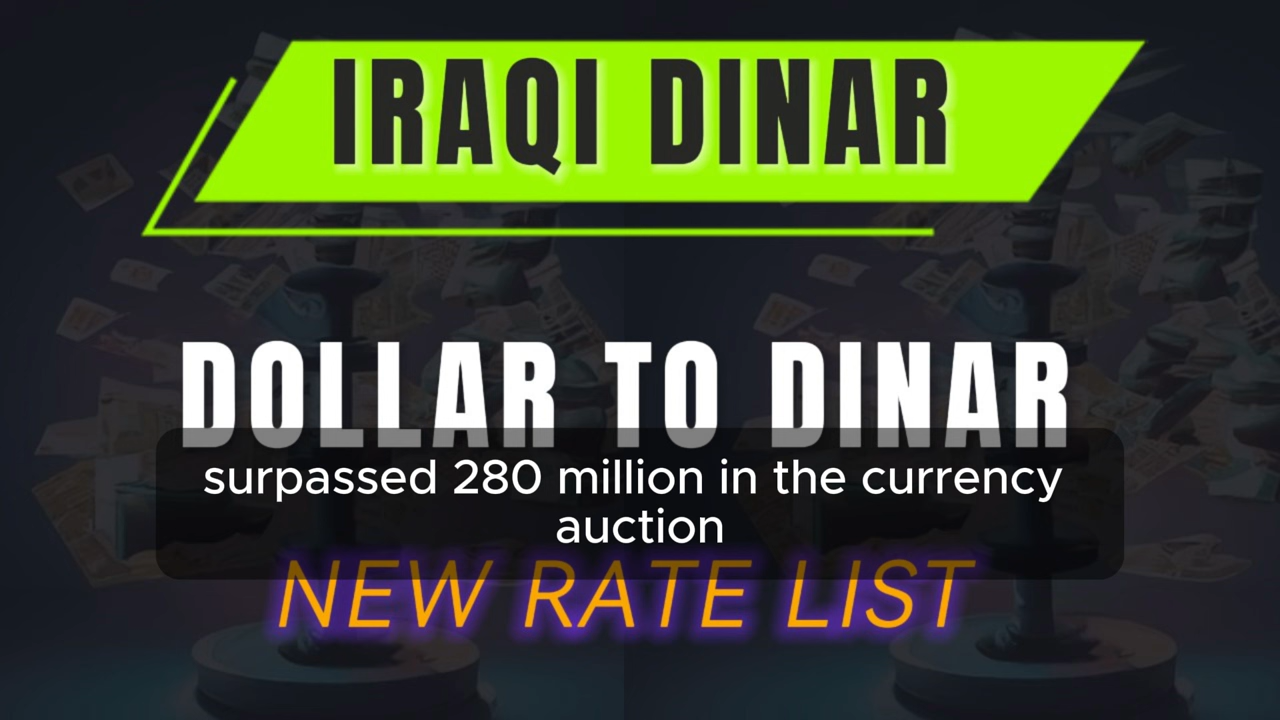 IRAQI DINAR
DOLLAR TO DINAR
surpassed 280 million in the currency
auction
NEW RATE LIST